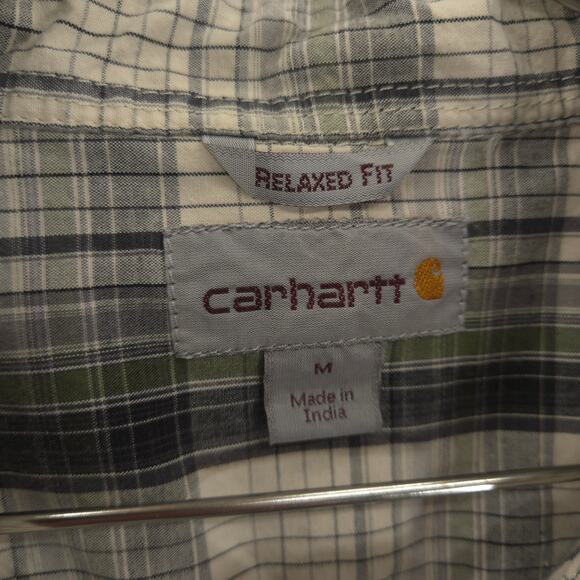 RELAXED FIT
carhartt
M
Made in
India